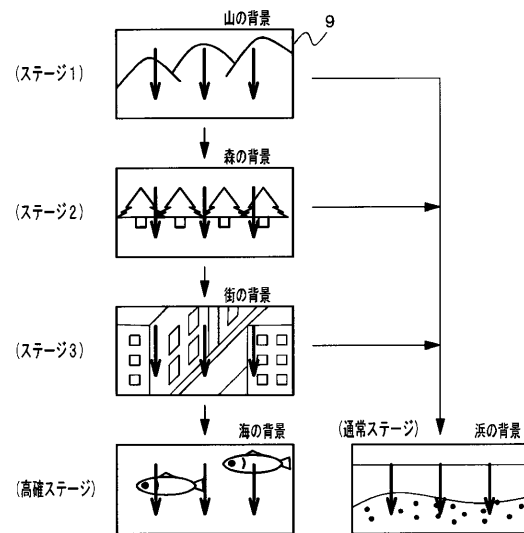 山の背景
9
(ステージ1)
森の背景
(ステージ2)
街の背景
(ステージ3)
海の背景
(高確ステージ)
(通常ステージ)
浜の背景